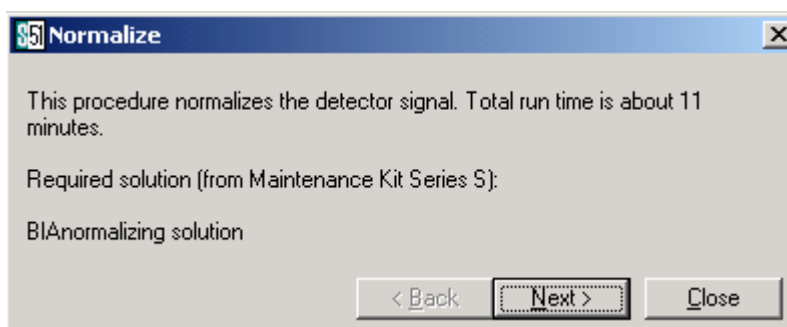 S51 Normalize
This procedure normalizes the detector signal. Total run time is about 11
minutes.
Required solution (from Maintenance Kit Series S):
BIAnormalizing solution
< Back Next > Close